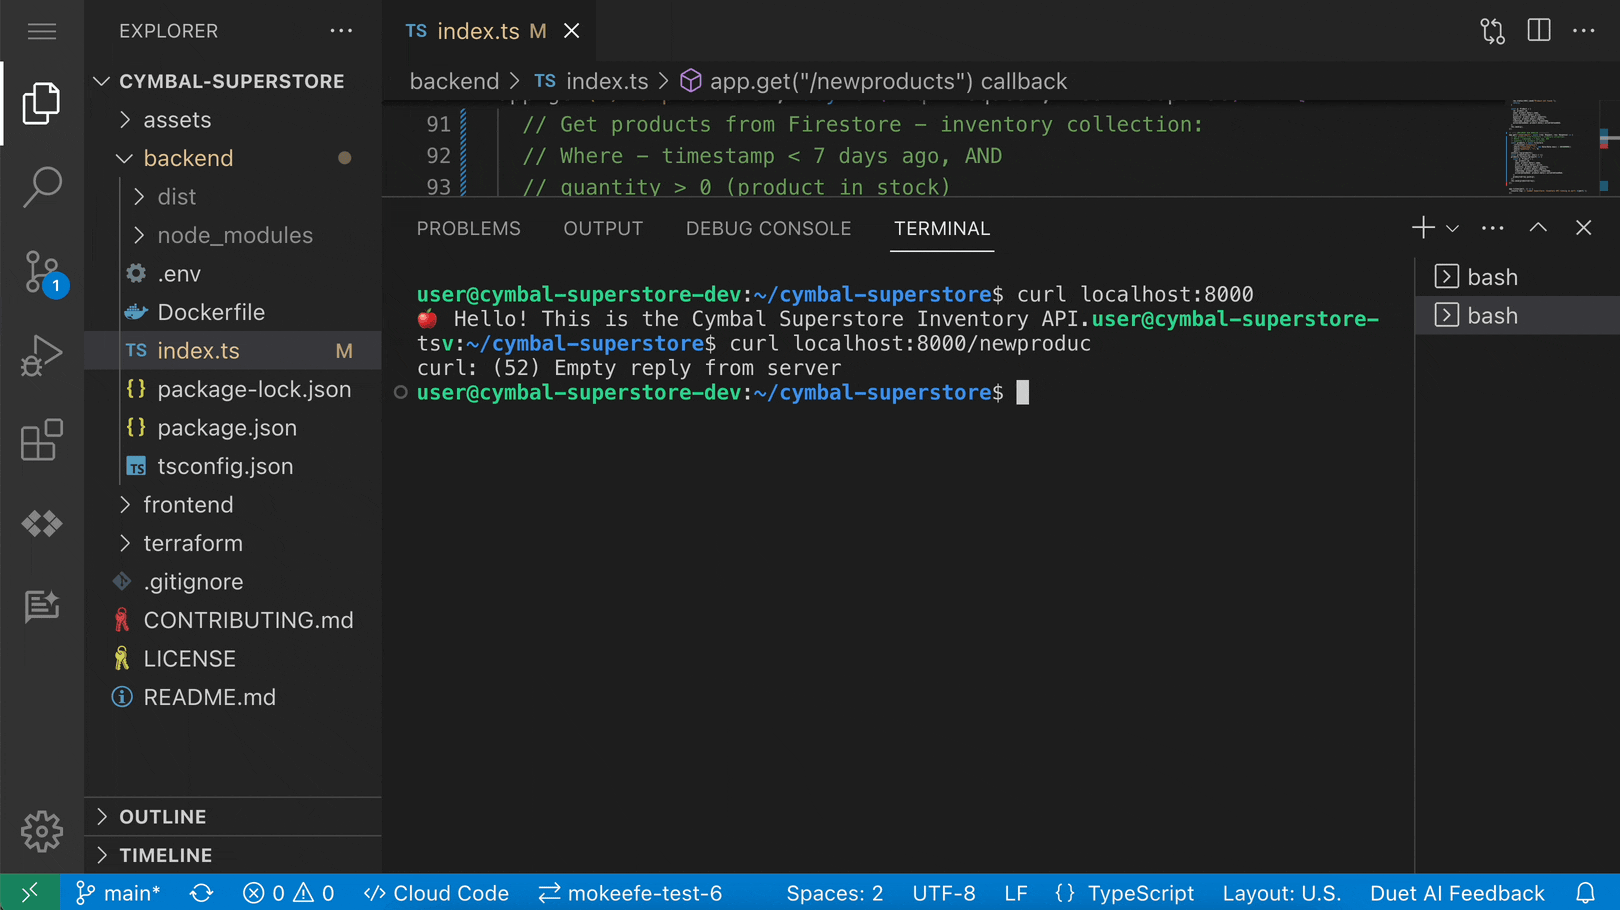 EXPLORER
CYMBAL-SUPERSTORE
assets
backend
dist
node_modules
.env
Dockerfile
TS index.ts M
{} package-lock.json
{} package.json
TS tsconfig.json
frontend
terraform
.gitignore
CONTRIBUTING.md
LICENSE
README.md
OUTLINE
TIMELINE
1
TS index.ts M
backend > TS index.ts > app.get("/newproducts") callback
91 // Get products from Firestore - inventory collection:
92 // Where - timestamp < 7 days ago, AND
93 // quantity > 0 (product in stock)
PROBLEMS OUTPUT DEBUG CONSOLE TERMINAL
user@cymbal-superstore-dev:~/cymbal-superstore$ curl localhost:8000
🍎 Hello! This is the Cymbal Superstore Inventory API.user@cymbal-superstore-
tsv:~/cymbal-superstore$ curl localhost:8000/newproduc
curl: (52) Empty reply from server
user@cymbal-superstore-dev:~/cymbal-superstore$
bash
bash
main* 0 0 Cloud Code mokeefe-test-6 Spaces: 2 UTF-8 LF {} TypeScript Layout: U.S. Duet AI Feedback